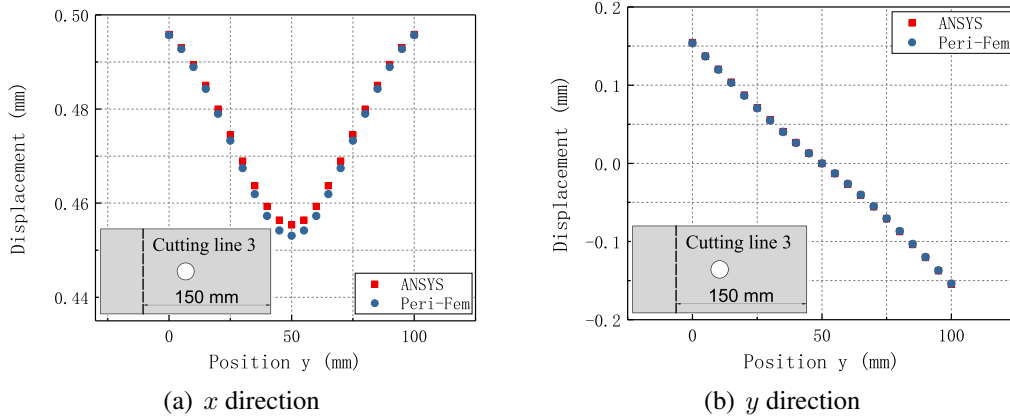 0.50
0.48
0.46
0.44
Displacement (mm)
Cutting line 3
150 mm
ANSYS
Peri-Fem
0
50
100
Position y (mm)
(a) x direction
0.2
0.1
0.0
-0.1
-0.2
Displacement (mm)
ANSYS
Peri-Fem
Cutting line 3
150 mm
0
50
100
Position y (mm)
(b) y direction